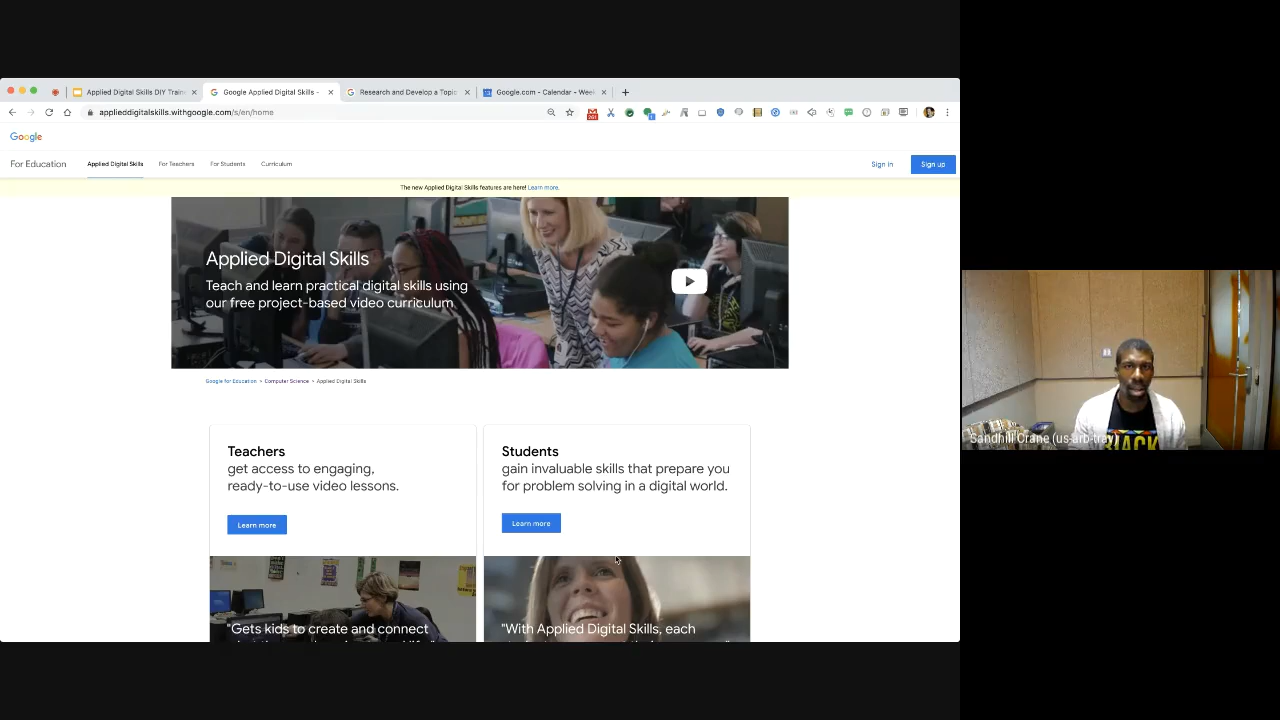 Applied Digital Skills DIY Train
Google Applied Digital Skills -
Research and Develop a Topic
Google.com - Calendar - Week
applieddigitalskills.withgoogle.com/s/en/home
Google
For Education
Applied Digital Skills
For Teachers
For Students
Curriculum
Sign in
Sign up
The new Applied Digital Skills features are here! Learn more.
Applied Digital Skills
Teach and learn practical digital skills using
our free project-based video curriculum
Google for Education > Computer Science > Applied Digital Skills
Teachers
get access to engaging,
ready-to-use video lessons.
Learn more
Students
gain invaluable skills that prepare you
for problem solving in a digital world.
Learn more
"Gets kids to create and connect
"With Applied Digital Skills, each
Sandhill Crane (us-arb-trav)
BLACK